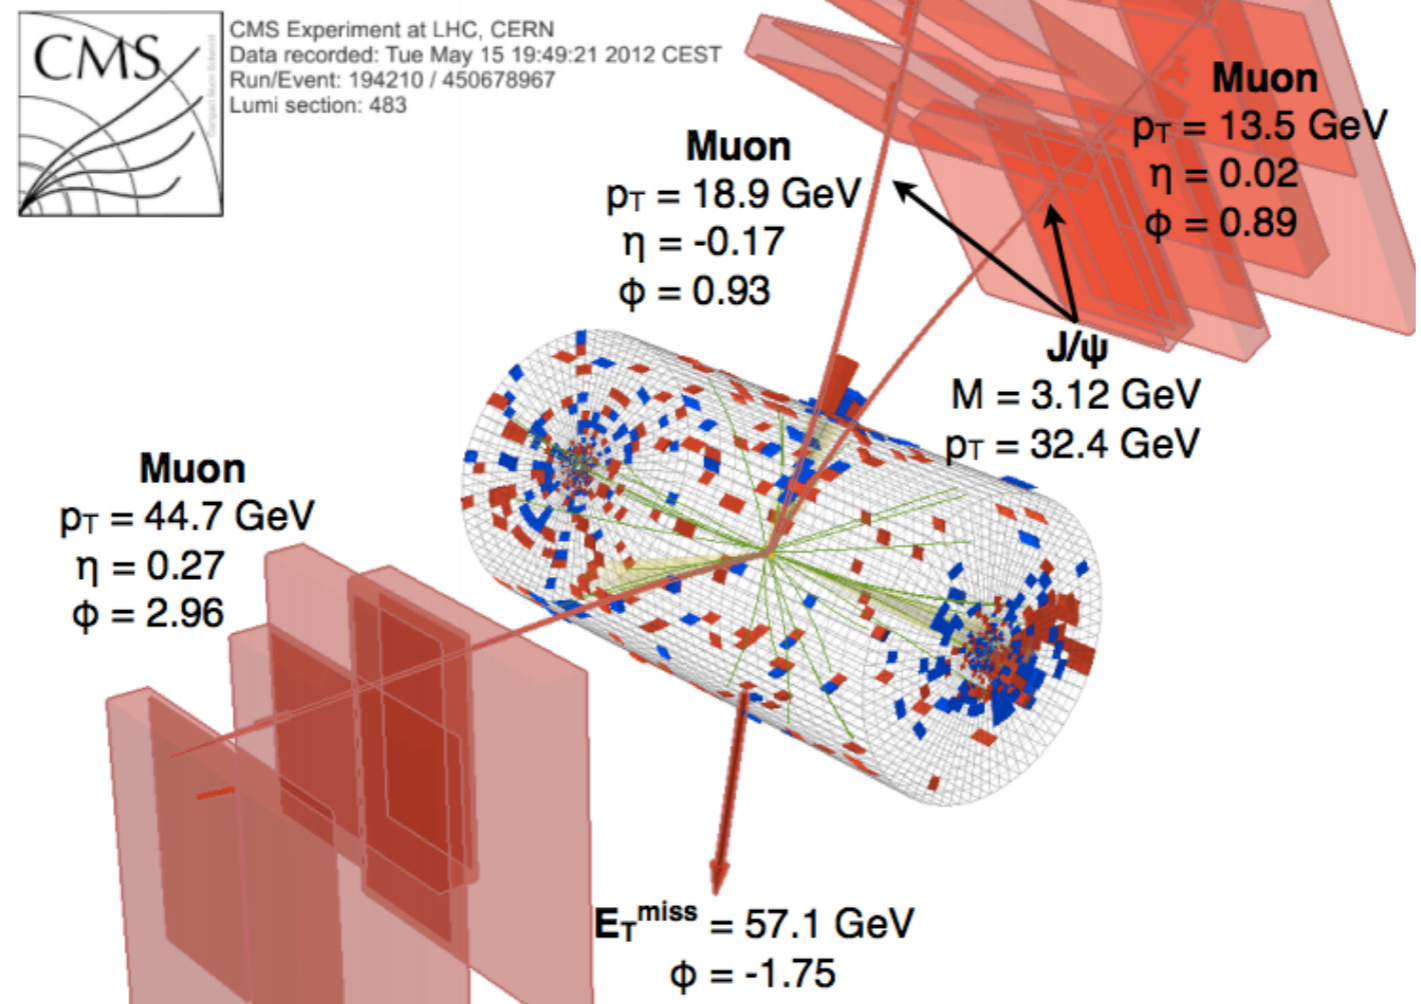 CMS
CMS Experiment at LHC, CERN
Data recorded: Tue May 15 19:49:21 2012 CEST
Run/Event: 194210 / 450678967
Lumi section: 483
Muon
pT = 13.5 GeV
η = 0.02
ϕ = 0.89
Muon
pT = 18.9 GeV
η = -0.17
ϕ = 0.93
J/ψ
M = 3.12 GeV
pT = 32.4 GeV
Muon
pT = 44.7 GeV
η = 0.27
ϕ = 2.96
ETmiss = 57.1 GeV
ϕ = -1.75